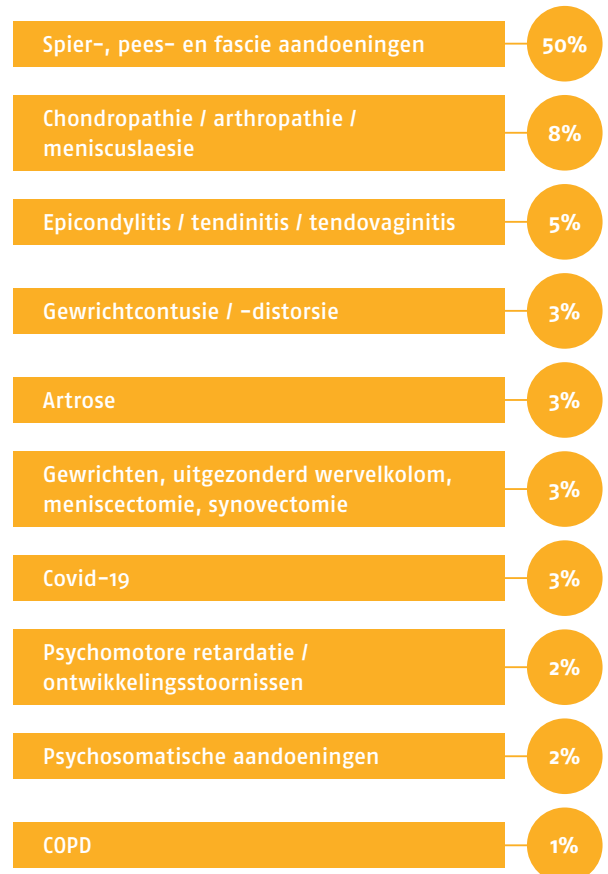 Spier-, pees- en fascie aandoeningen
50%
Chondropathie / arthropathie /
meniscuslaesie
8%
Epicondylitis / tendinitis / tendovaginitis
5%
Gewrichtcontusie / -distorsie
3%
Artrose
3%
Gewrichten, uitgezonderd wervelkolom,
meniscectomie, synovectomie
3%
Covid-19
3%
Psychomotore retardatie /
ontwikkelingsstoornissen
2%
Psychosomatische aandoeningen
2%
COPD
1%